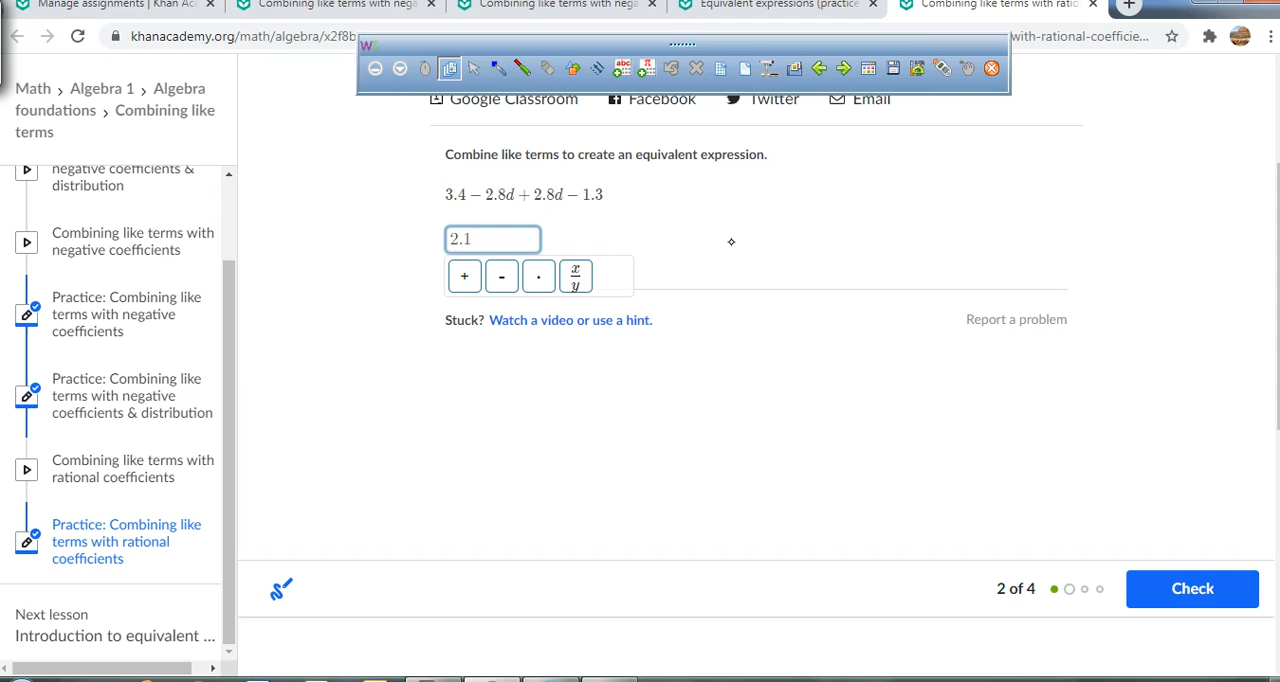 Manage assignments | Khan Ac
Combining like terms with nega
Combining like terms with nega
Equivalent expressions (practice
Combining like terms with ratio
khanacademy.org/math/algebra/x2f8b
with-rational-coefficie...
Math > Algebra 1 > Algebra
foundations > Combining like
terms
negative coefficients &
distribution
Combining like terms with
negative coefficients
Practice: Combining like
terms with negative
coefficients
Practice: Combining like
terms with negative
coefficients & distribution
Combining like terms with
rational coefficients
Practice: Combining like
terms with rational
coefficients
Next lesson
Introduction to equivalent ...
Google Classroom
Facebook
Twitter
Email
Combine like terms to create an equivalent expression.
3.4 − 2.8d + 2.8d − 1.3
2.1
+ - · x/y
Stuck? Watch a video or use a hint.
Report a problem
2 of 4
Check